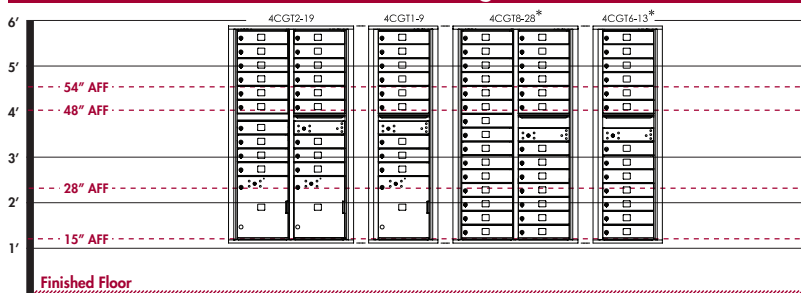 4CGT2-19
4CGT1-9
4CGT8-28*
4CGT6-13*
6'
5'
54" AFF
48" AFF
4'
3'
28" AFF
2'
15" AFF
1'
Finished Floor